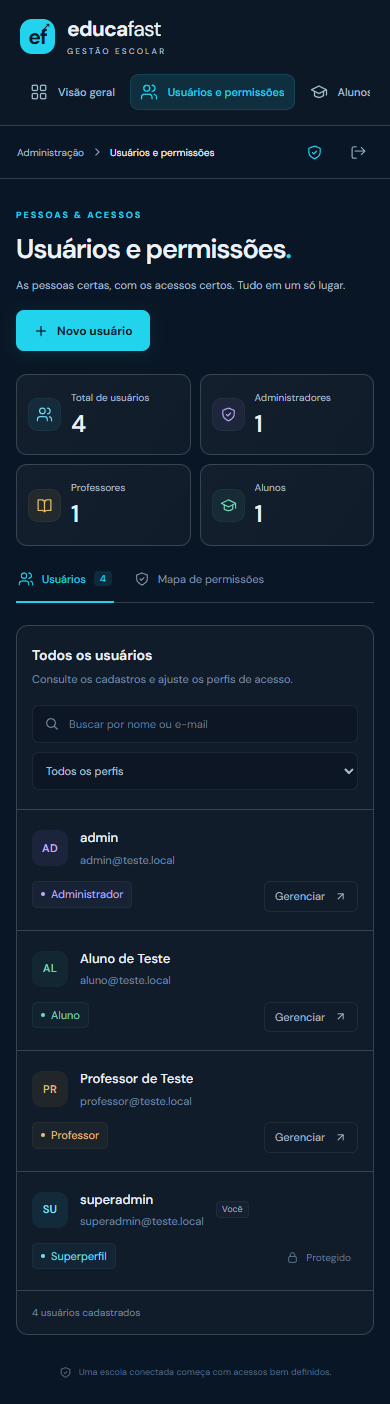 ef educafast
GESTÃO ESCOLAR
Visão geral
Usuários e permissões
Alunos
Administração > Usuários e permissões
PESSOAS & ACESSOS
Usuários e permissões.
As pessoas certas, com os acessos certos. Tudo em um só lugar.
+ Novo usuário
Total de usuários
4
Administradores
1
Professores
1
Alunos
1
Usuários 4
Mapa de permissões
Todos os usuários
Consulte os cadastros e ajuste os perfis de acesso.
Buscar por nome ou e-mail
Todos os perfis
AD
admin
admin@teste.local
Administrador
Gerenciar
AL
Aluno de Teste
aluno@teste.local
Aluno
Gerenciar
PR
Professor de Teste
professor@teste.local
Professor
Gerenciar
SU
superadmin
superadmin@teste.local
Você
Superperfil
Protegido
4 usuários cadastrados
Uma escola conectada começa com acessos bem definidos.